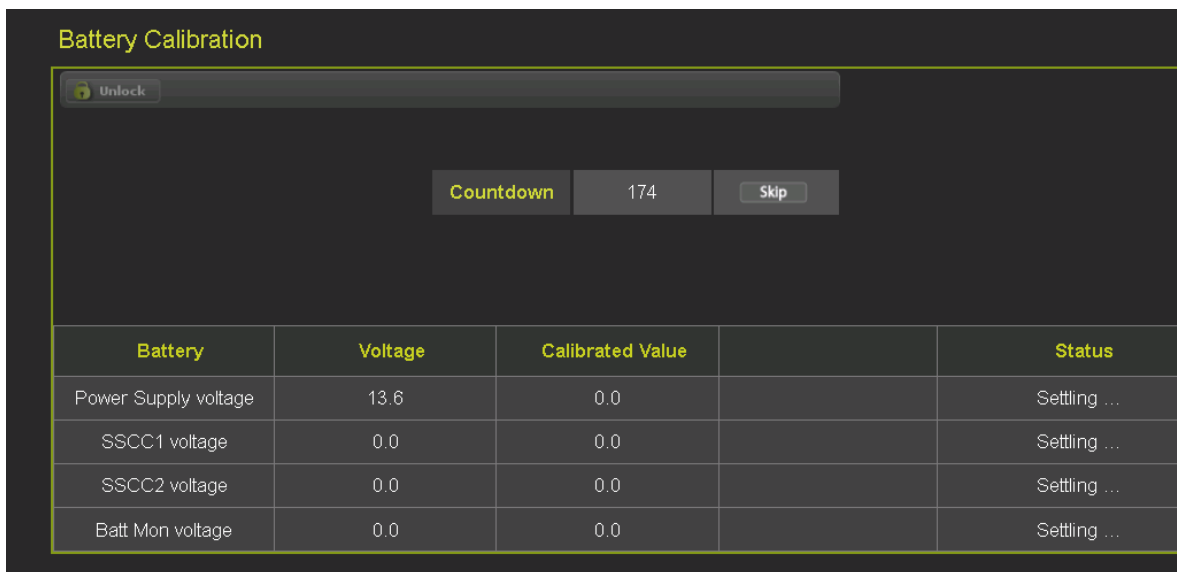 Battery Calibration
Unlock
Countdown 174 Skip
Battery Voltage Calibrated Value Status
Power Supply voltage 13.6 0.0 Settling ...
SSCC1 voltage 0.0 0.0 Settling ...
SSCC2 voltage 0.0 0.0 Settling ...
Batt Mon voltage 0.0 0.0 Settling ...